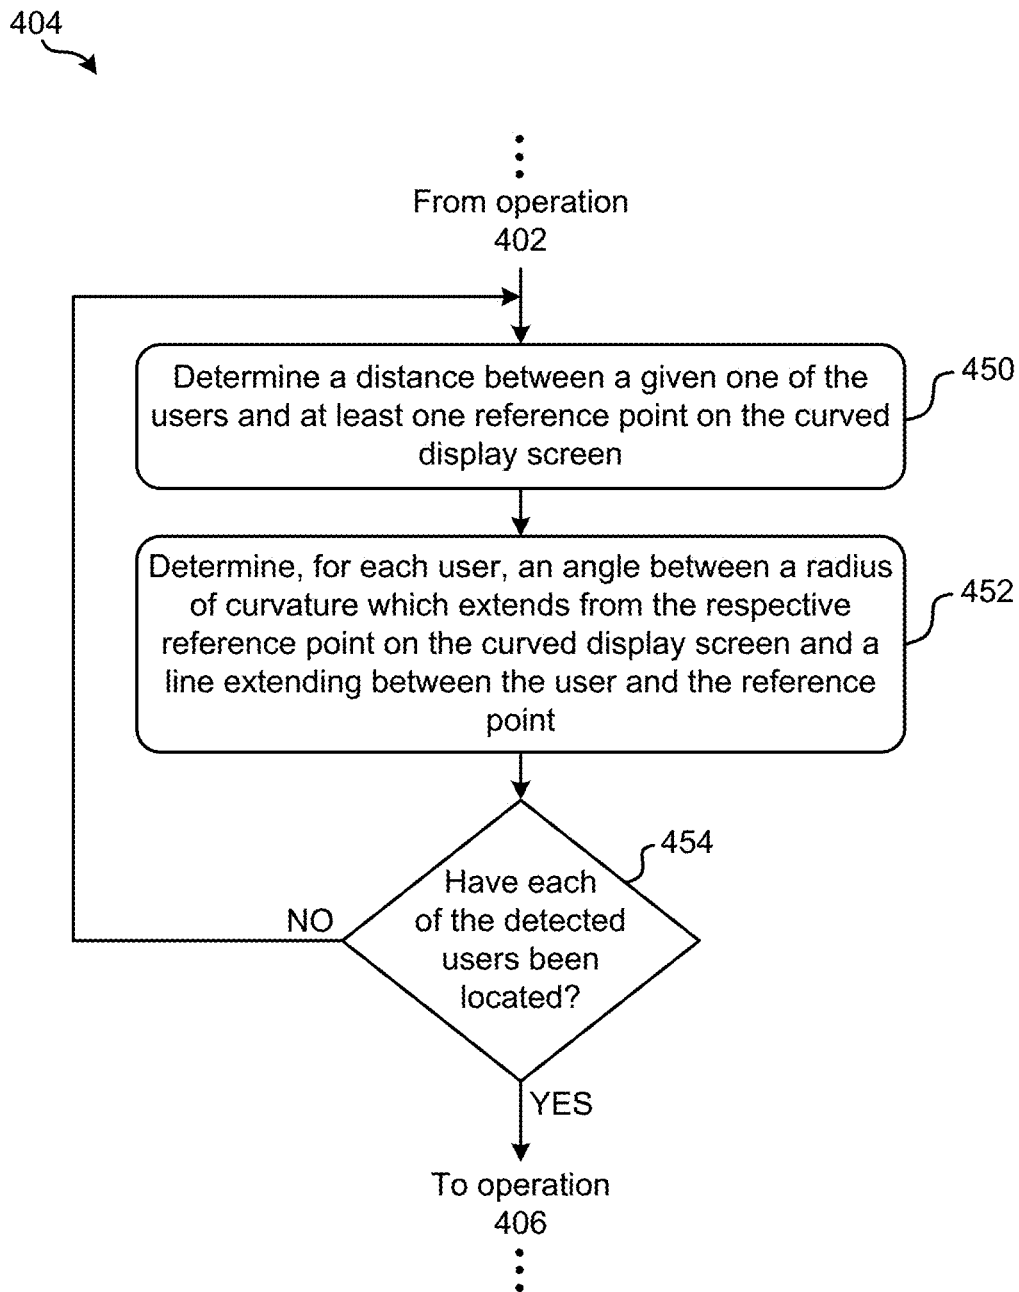 404
From operation
402
Determine a distance between a given one of the
users and at least one reference point on the curved
display screen
450
Determine, for each user, an angle between a radius
of curvature which extends from the respective
reference point on the curved display screen and a
line extending between the user and the reference
point
452
454
Have each
of the detected
users been
located?
NO
YES
To operation
406